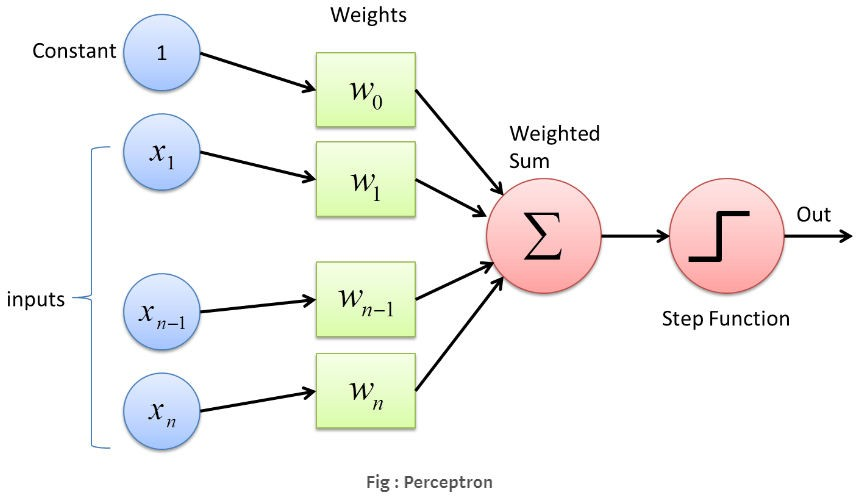 Weights
Constant
1
w0
x1
w1
Weighted
Sum
Σ
Out
inputs
xn−1
wn−1
Step Function
xn
wn
Fig : Perceptron